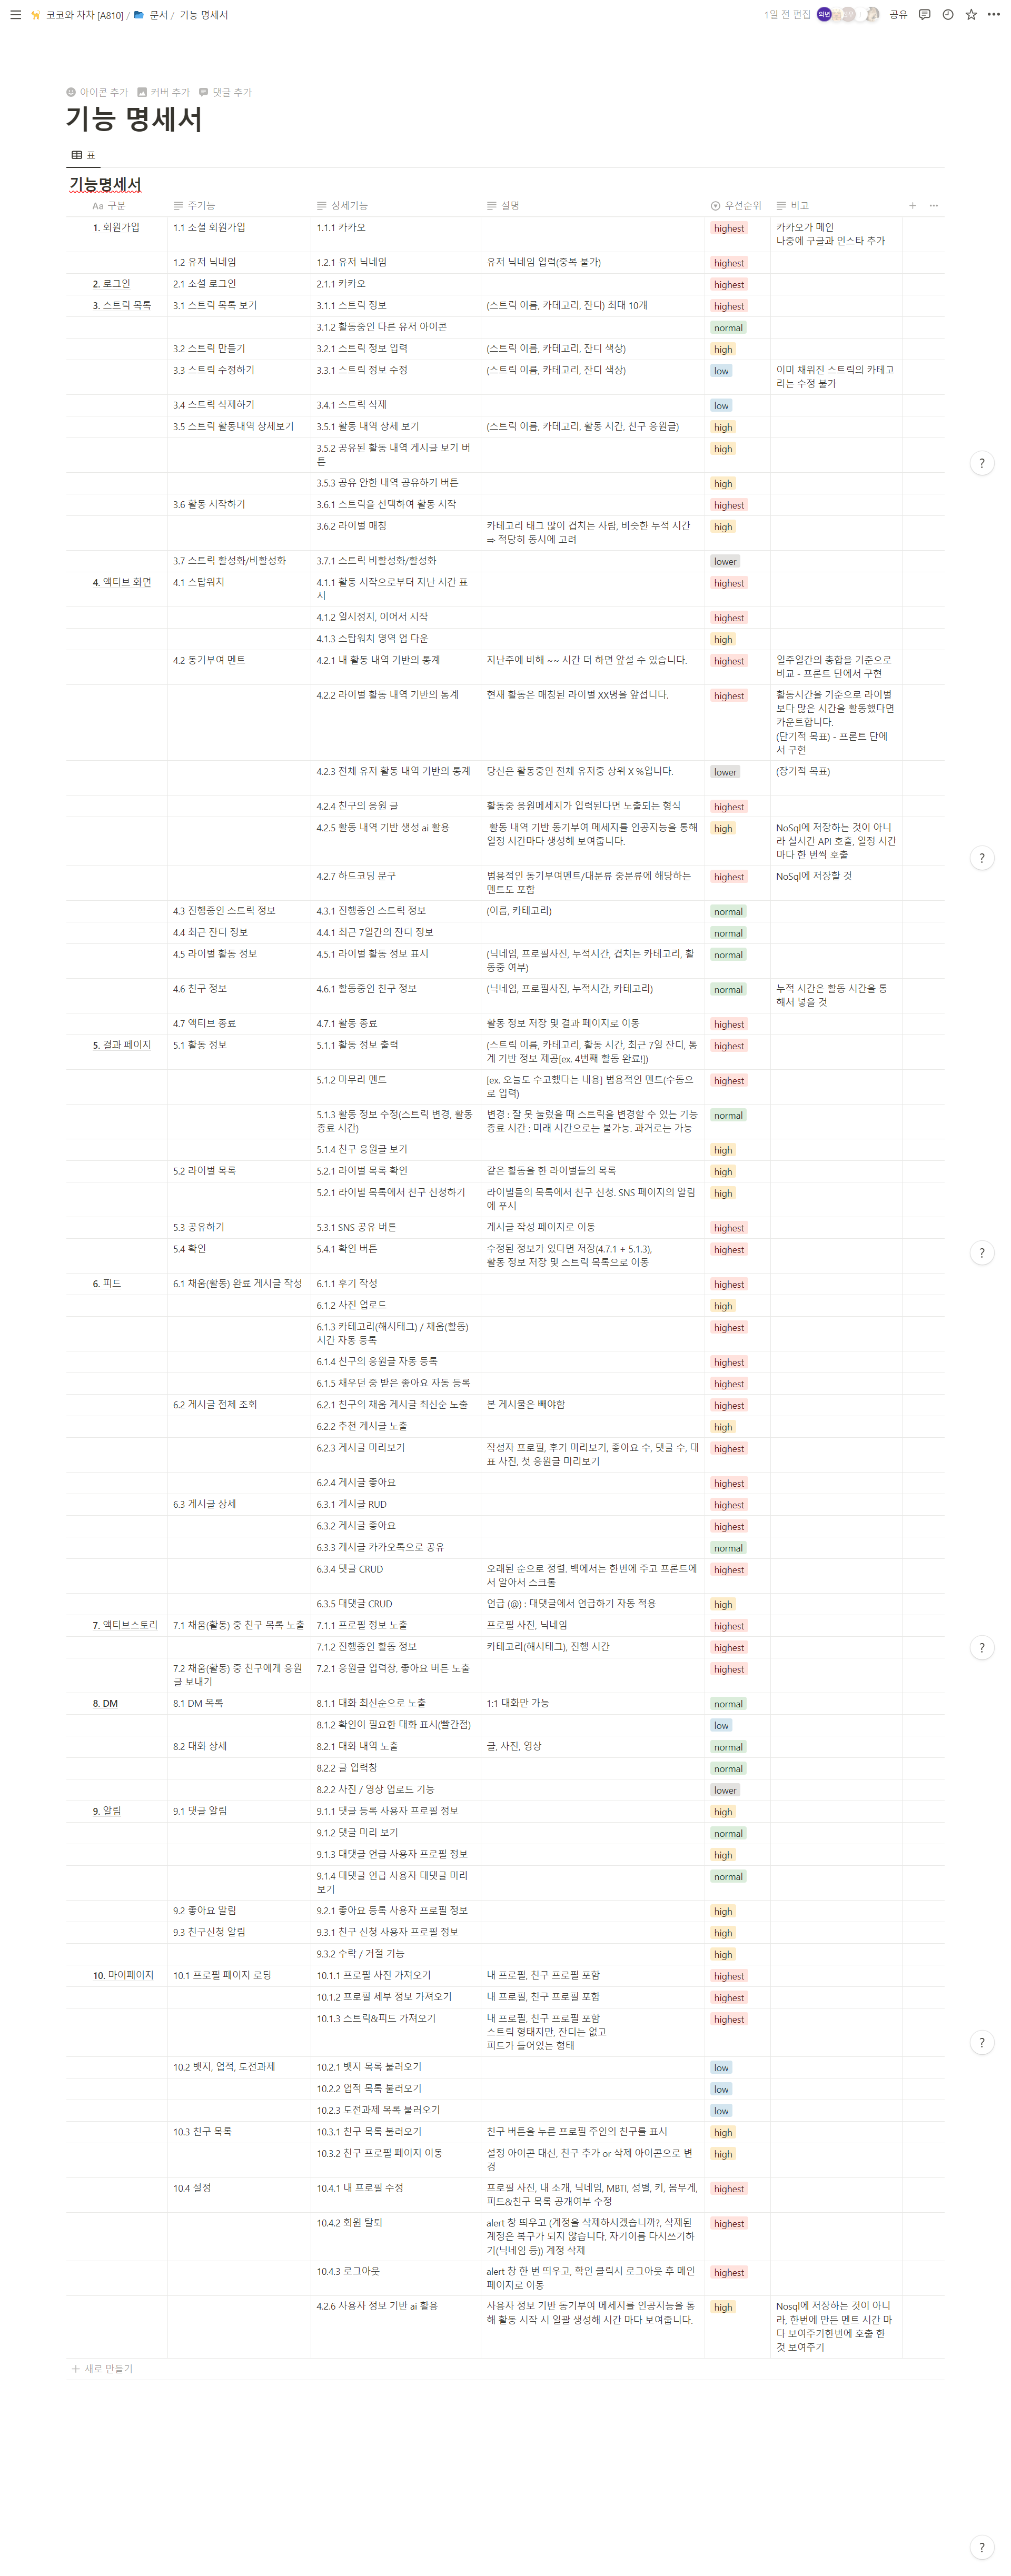 코코와 차차 [A810] / 문서 / 기능 명세서
1일 전 편집 의년 공유
아이콘 추가 커버 추가 댓글 추가
기능 명세서
표
기능명세서
Aa 구분 주기능 상세기능 설명 우선순위 비고
1. 회원가입 1.1 소셜 회원가입 1.1.1 카카오 highest 카카오가 메인
나중에 구글과 인스타 추가
1.2 유저 닉네임 1.2.1 유저 닉네임 유저 닉네임 입력(중복 불가) highest
2. 로그인 2.1 소셜 로그인 2.1.1 카카오 highest
3. 스트릭 목록 3.1 스트릭 목록 보기 3.1.1 스트릭 정보 (스트릭 이름, 카테고리, 잔디) 최대 10개 highest
3.1.2 활동중인 다른 유저 아이콘 normal
3.2 스트릭 만들기 3.2.1 스트릭 정보 입력 (스트릭 이름, 카테고리, 잔디 색상) high
3.3 스트릭 수정하기 3.3.1 스트릭 정보 수정 (스트릭 이름, 카테고리, 잔디 색상) low 이미 채워진 스트릭의 카테고
리는 수정 불가
3.4 스트릭 삭제하기 3.4.1 스트릭 삭제 low
3.5 스트릭 활동내역 상세보기 3.5.1 활동 내역 상세 보기 (스트릭 이름, 카테고리, 활동 시간, 친구 응원글) high
3.5.2 공유된 활동 내역 게시글 보기 버 high
튼
3.5.3 공유 안한 내역 공유하기 버튼 high
3.6 활동 시작하기 3.6.1 스트릭을 선택하여 활동 시작 highest
3.6.2 라이벌 매칭 카테고리 태그 많이 겹치는 사람, 비슷한 누적 시간 high
⇒ 적당히 동시에 고려
3.7 스트릭 활성화/비활성화 3.7.1 스트릭 비활성화/활성화 lower
4. 액티브 화면 4.1 스탑워치 4.1.1 활동 시작으로부터 지난 시간 표 highest
시
4.1.2 일시정지, 이어서 시작 highest
4.1.3 스탑워치 영역 업 다운 high
4.2 동기부여 멘트 4.2.1 내 활동 내역 기반의 통계 지난주에 비해 ~~ 시간 더 하면 앞설 수 있습니다. highest 일주일간의 총합을 기준으로
비교 - 프론트 단에서 구현
4.2.2 라이벌 활동 내역 기반의 통계 현재 활동은 매칭된 라이벌 XX명을 앞섭니다. highest 활동시간을 기준으로 라이벌
보다 많은 시간을 활동했다면
카운트합니다.
(단기적 목표) - 프론트 단에
서 구현
4.2.3 전체 유저 활동 내역 기반의 통계 당신은 활동중인 전체 유저중 상위 X %입니다. lower (장기적 목표)
4.2.4 친구의 응원 글 활동중 응원메세지가 입력된다면 노출되는 형식 highest
4.2.5 활동 내역 기반 생성 ai 활용 활동 내역 기반 동기부여 메세지를 인공지능을 통해 high NoSql에 저장하는 것이 아니
일정 시간마다 생성해 보여줍니다. 라 실시간 API 호출, 일정 시간
마다 한 번씩 호출
4.2.7 하드코딩 문구 범용적인 동기부여멘트/대분류 중분류에 해당하는 highest NoSql에 저장할 것
멘트도 포함
4.3 진행중인 스트릭 정보 4.3.1 진행중인 스트릭 정보 (이름, 카테고리) normal
4.4 최근 잔디 정보 4.4.1 최근 7일간의 잔디 정보 normal
4.5 라이벌 활동 정보 4.5.1 라이벌 활동 정보 표시 (닉네임, 프로필사진, 누적시간, 겹치는 카테고리, 활 normal
동중 여부)
4.6 친구 정보 4.6.1 활동중인 친구 정보 (닉네임, 프로필사진, 누적시간, 카테고리) normal 누적 시간은 활동 시간을 통
해서 넣을 것
4.7 액티브 종료 4.7.1 활동 종료 활동 정보 저장 및 결과 페이지로 이동 highest
5. 결과 페이지 5.1 활동 정보 5.1.1 활동 정보 출력 (스트릭 이름, 카테고리, 활동 시간, 최근 7일 잔디, 통 highest
계 기반 정보 제공[ex. 4번째 활동 완료!])
5.1.2 마무리 멘트 [ex. 오늘도 수고했다는 내용] 범용적인 멘트(수동으 highest
로 입력)
5.1.3 활동 정보 수정(스트릭 변경, 활동 변경 : 잘 못 눌렀을 때 스트릭을 변경할 수 있는 기능 normal
종료 시간) 종료 시간 : 미래 시간으로는 불가능. 과거로는 가능
5.1.4 친구 응원글 보기 high
5.2 라이벌 목록 5.2.1 라이벌 목록 확인 같은 활동을 한 라이벌들의 목록 high
5.2.1 라이벌 목록에서 친구 신청하기 라이벌들의 목록에서 친구 신청. SNS 페이지의 알림 high
에 푸시
5.3 공유하기 5.3.1 SNS 공유 버튼 게시글 작성 페이지로 이동 highest
5.4 확인 5.4.1 확인 버튼 수정된 정보가 있다면 저장(4.7.1 + 5.1.3), highest
활동 정보 저장 및 스트릭 목록으로 이동
6. 피드 6.1 채움(활동) 완료 게시글 작성 6.1.1 후기 작성 highest
6.1.2 사진 업로드 high
6.1.3 카테고리(해시태그) / 채움(활동) highest
시간 자동 등록
6.1.4 친구의 응원글 자동 등록 highest
6.1.5 채우던 중 받은 좋아요 자동 등록 highest
6.2 게시글 전체 조회 6.2.1 친구의 채움 게시글 최신순 노출 본 게시물은 빼야함 highest
6.2.2 추천 게시글 노출 high
6.2.3 게시글 미리보기 작성자 프로필, 후기 미리보기, 좋아요 수, 댓글 수, 대 highest
표 사진, 첫 응원글 미리보기
6.2.4 게시글 좋아요 highest
6.3 게시글 상세 6.3.1 게시글 RUD highest
6.3.2 게시글 좋아요 highest
6.3.3 게시글 카카오톡으로 공유 normal
6.3.4 댓글 CRUD 오래된 순으로 정렬. 백에서는 한번에 주고 프론트에 highest
서 알아서 스크롤
6.3.5 대댓글 CRUD 언급 (@) : 대댓글에서 언급하기 자동 적용 high
7. 액티브스토리 7.1 채움(활동) 중 친구 목록 노출 7.1.1 프로필 정보 노출 프로필 사진, 닉네임 highest
7.1.2 진행중인 활동 정보 카테고리(해시태그), 진행 시간 highest
7.2 채움(활동) 중 친구에게 응원 7.2.1 응원글 입력창, 좋아요 버튼 노출 highest
글 보내기
8. DM 8.1 DM 목록 8.1.1 대화 최신순으로 노출 1:1 대화만 가능 normal
8.1.2 확인이 필요한 대화 표시(빨간점) low
8.2 대화 상세 8.2.1 대화 내역 노출 글, 사진, 영상 normal
8.2.2 글 입력창 normal
8.2.2 사진 / 영상 업로드 기능 lower
9. 알림 9.1 댓글 알림 9.1.1 댓글 등록 사용자 프로필 정보 high
9.1.2 댓글 미리 보기 normal
9.1.3 대댓글 언급 사용자 프로필 정보 high
9.1.4 대댓글 언급 사용자 대댓글 미리 normal
보기
9.2 좋아요 알림 9.2.1 좋아요 등록 사용자 프로필 정보 high
9.3 친구신청 알림 9.3.1 친구 신청 사용자 프로필 정보 high
9.3.2 수락 / 거절 기능 high
10. 마이페이지 10.1 프로필 페이지 로딩 10.1.1 프로필 사진 가져오기 내 프로필, 친구 프로필 포함 highest
10.1.2 프로필 세부 정보 가져오기 내 프로필, 친구 프로필 포함 highest
10.1.3 스트릭&피드 가져오기 내 프로필, 친구 프로필 포함 highest
스트릭 형태지만, 잔디는 없고
피드가 들어있는 형태
10.2 뱃지, 업적, 도전과제 10.2.1 뱃지 목록 불러오기 low
10.2.2 업적 목록 불러오기 low
10.2.3 도전과제 목록 불러오기 low
10.3 친구 목록 10.3.1 친구 목록 불러오기 친구 버튼을 누른 프로필 주인의 친구를 표시 high
10.3.2 친구 프로필 페이지 이동 설정 아이콘 대신, 친구 추가 or 삭제 아이콘으로 변 high
경
10.4 설정 10.4.1 내 프로필 수정 프로필 사진, 내 소개, 닉네임, MBTI, 성별, 키, 몸무게, highest
피드&친구 목록 공개여부 수정
10.4.2 회원 탈퇴 alert 창 띄우고 (계정을 삭제하시겠습니까?, 삭제된 highest
계정은 복구가 되지 않습니다, 자기이름 다시쓰기하
기(닉네임 등)) 계정 삭제
10.4.3 로그아웃 alert 창 한 번 띄우고, 확인 클릭시 로그아웃 후 메인 highest
페이지로 이동
4.2.6 사용자 정보 기반 ai 활용 사용자 정보 기반 동기부여 메세지를 인공지능을 통 high Nosql에 저장하는 것이 아니
해 활동 시작 시 일괄 생성해 시간 마다 보여줍니다. 라, 한번에 만든 멘트 시간 마
다 보여주기한번에 호출 한
것 보여주기
+ 새로 만들기
?
?
?
?
?
?